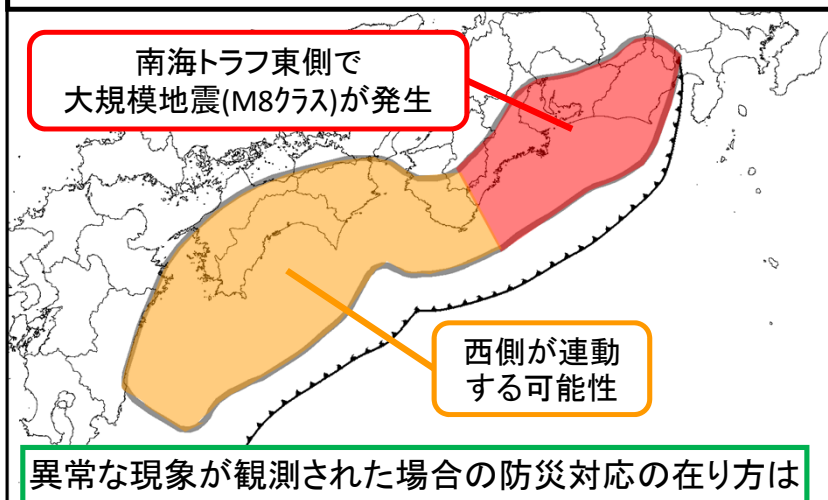 南海トラフ東側で
大規模地震(M8クラス)が発生
西側が連動
する可能性
異常な現象が観測された場合の防災対応の在り方は